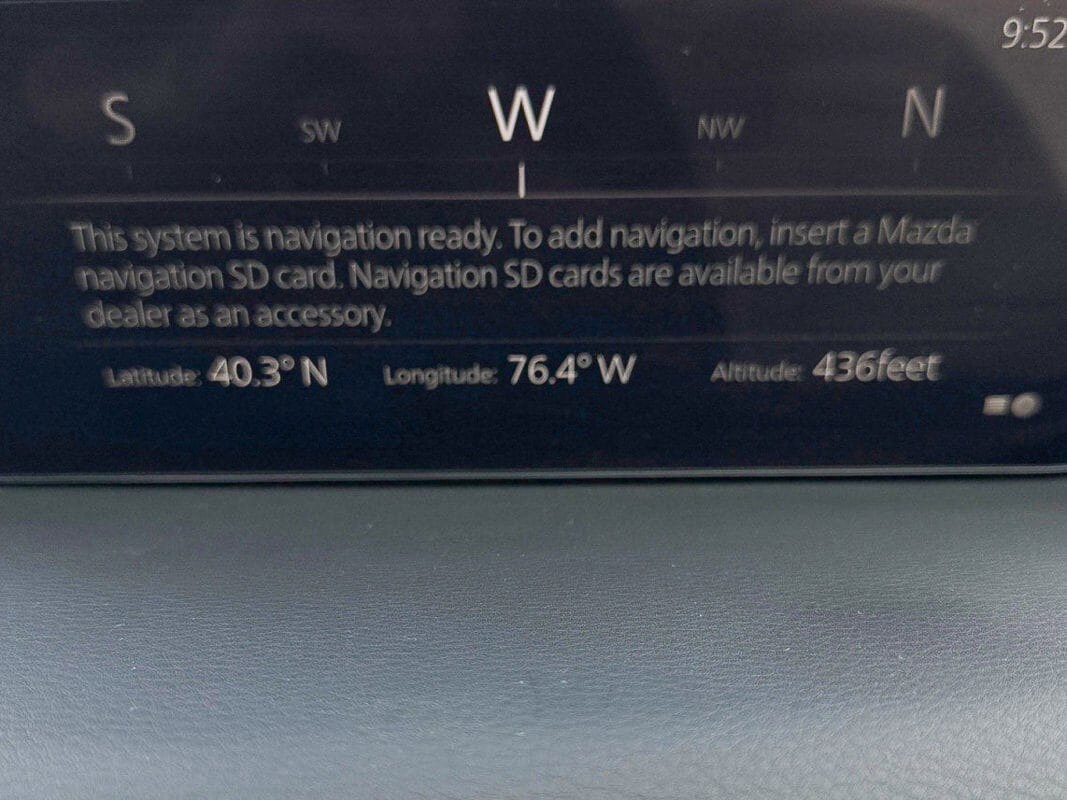 9:52
S SW W NW N
This system is navigation ready. To add navigation, insert a Mazda
navigation SD card. Navigation SD cards are available from your
dealer as an accessory.
Latitude: 40.3° N Longitude: 76.4° W Altitude: 436feet